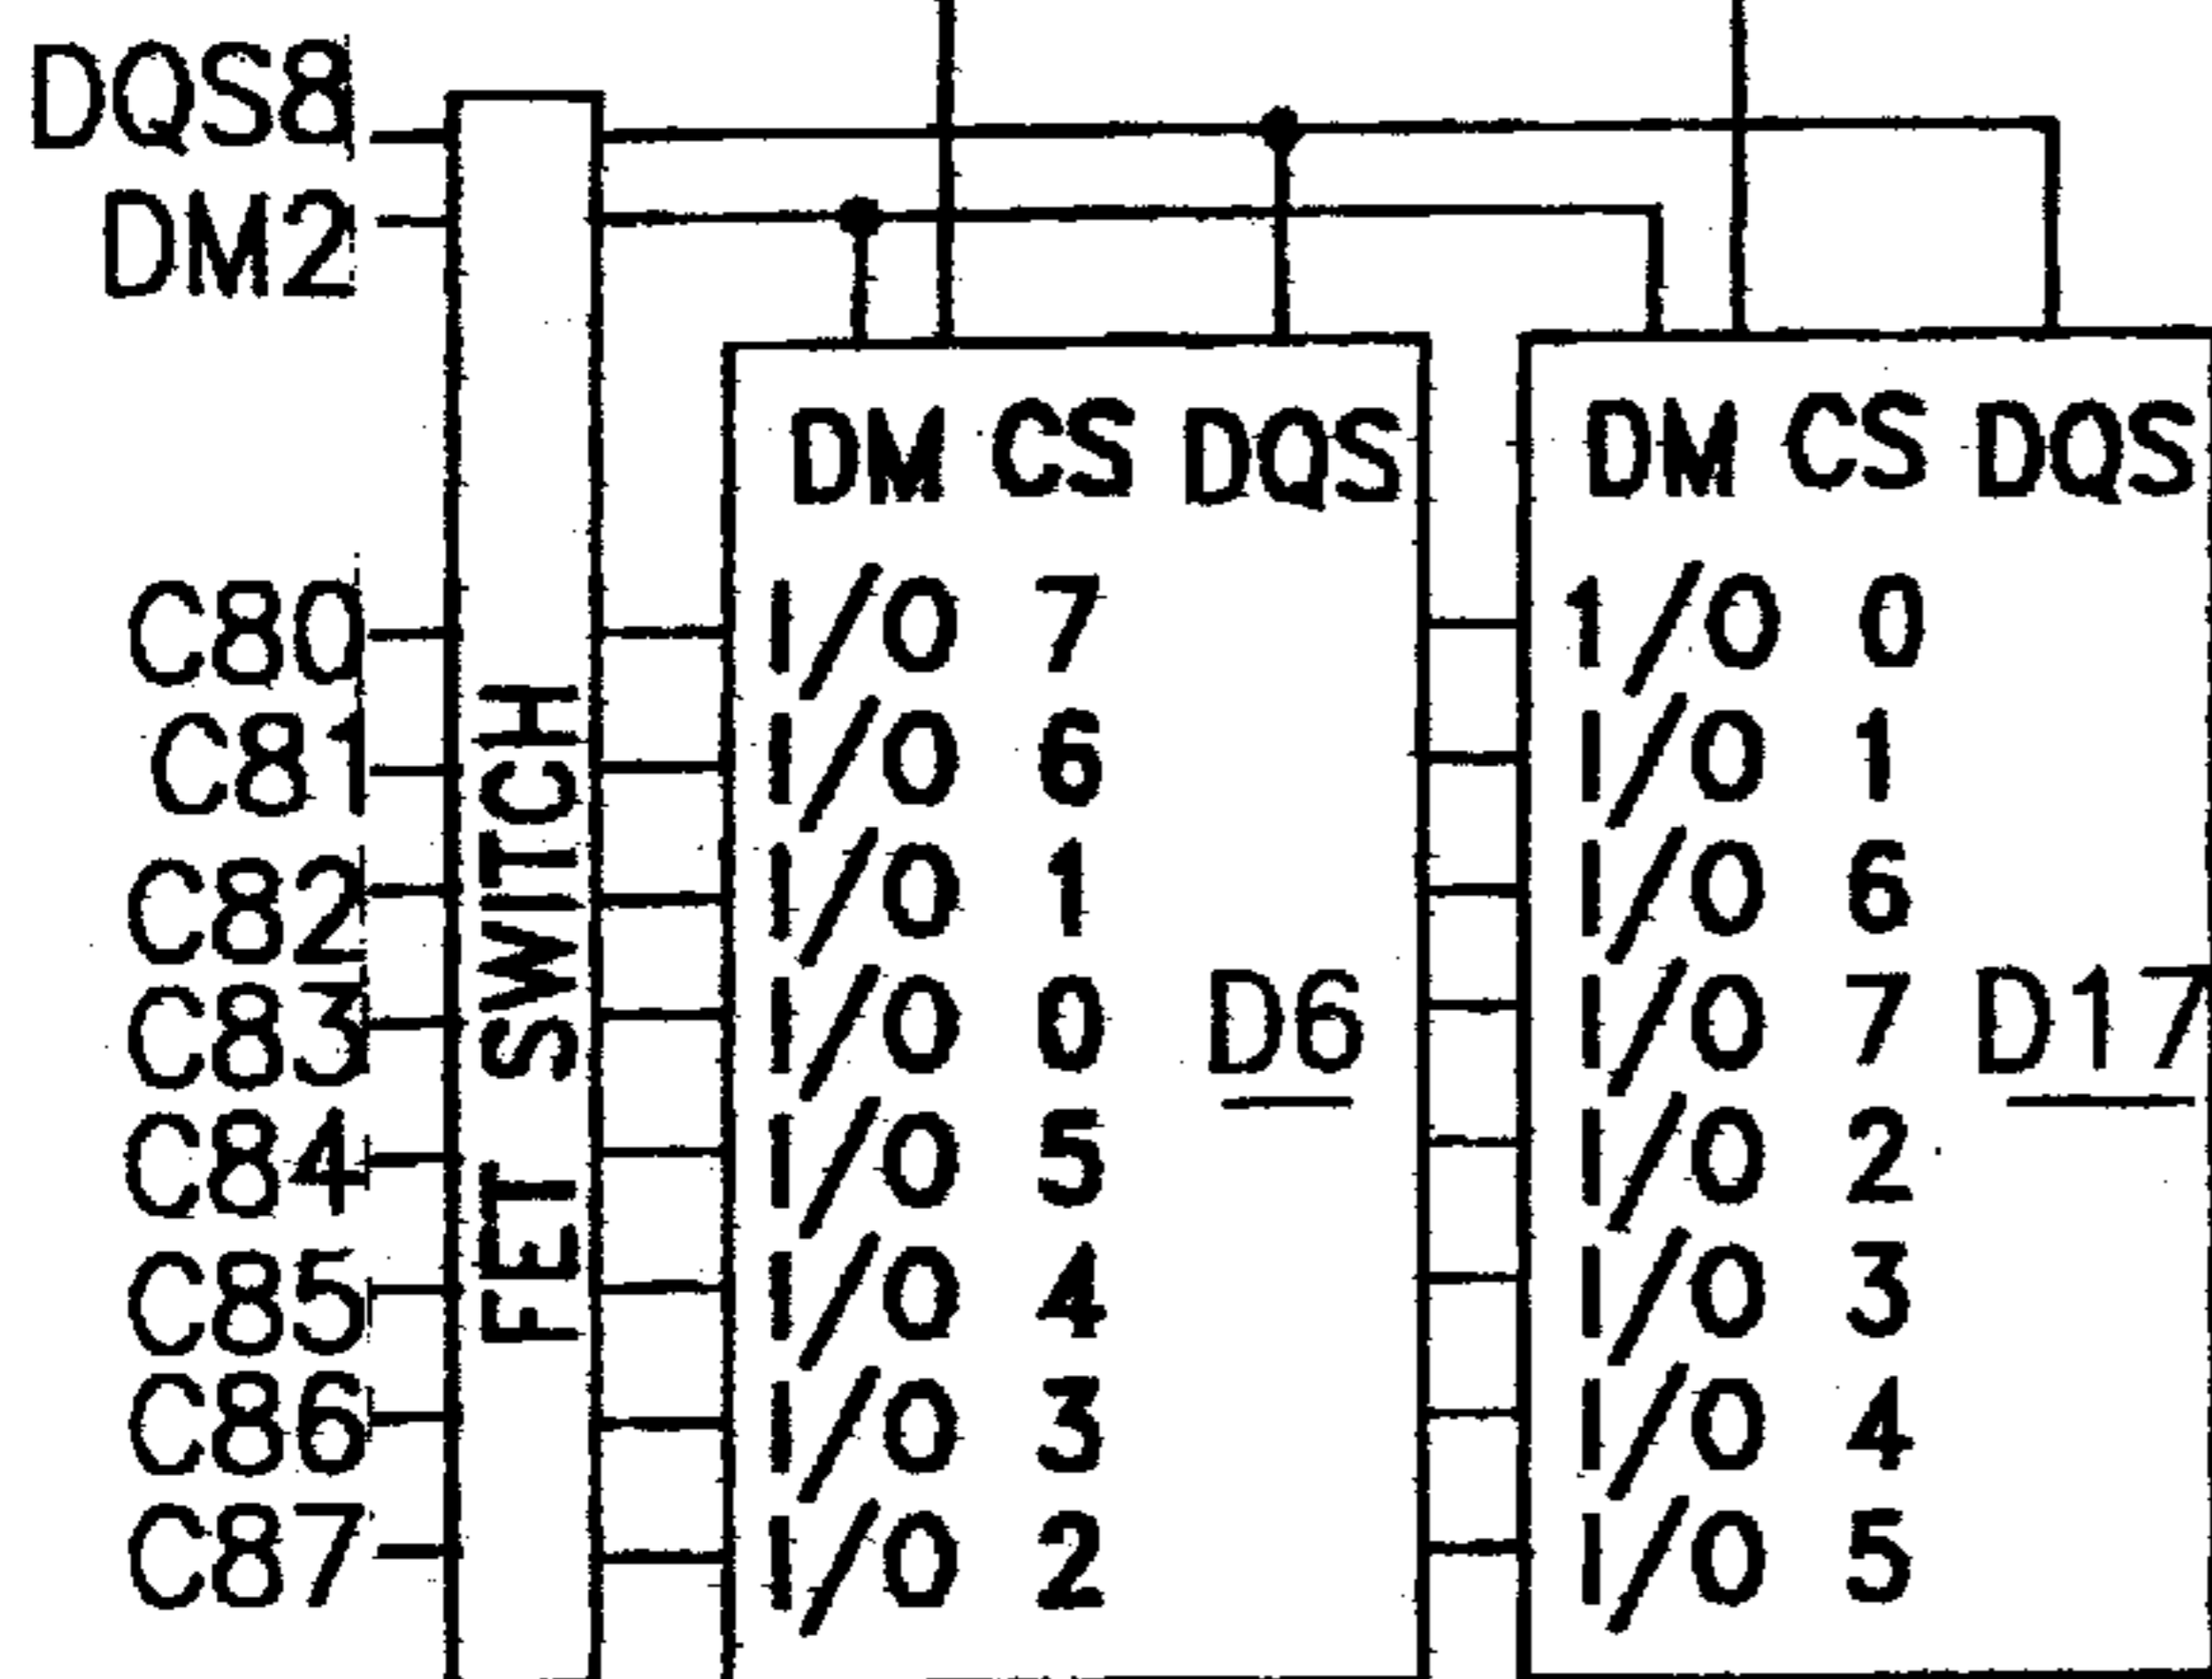 DQS8
DM2
DM CS DQS
DM CS DQS
C80
I/O 7
1/O 0
C81
I/O 6
I/O 1
C82
I/O 1
I/O 6
C83
I/O 0
D6
I/O 7
D17
C84
I/O 5
I/O 2
C85
I/O 4
I/O 3
C86
I/O 3
I/O 4
C87
I/O 2
I/O 5
FET SWITCH